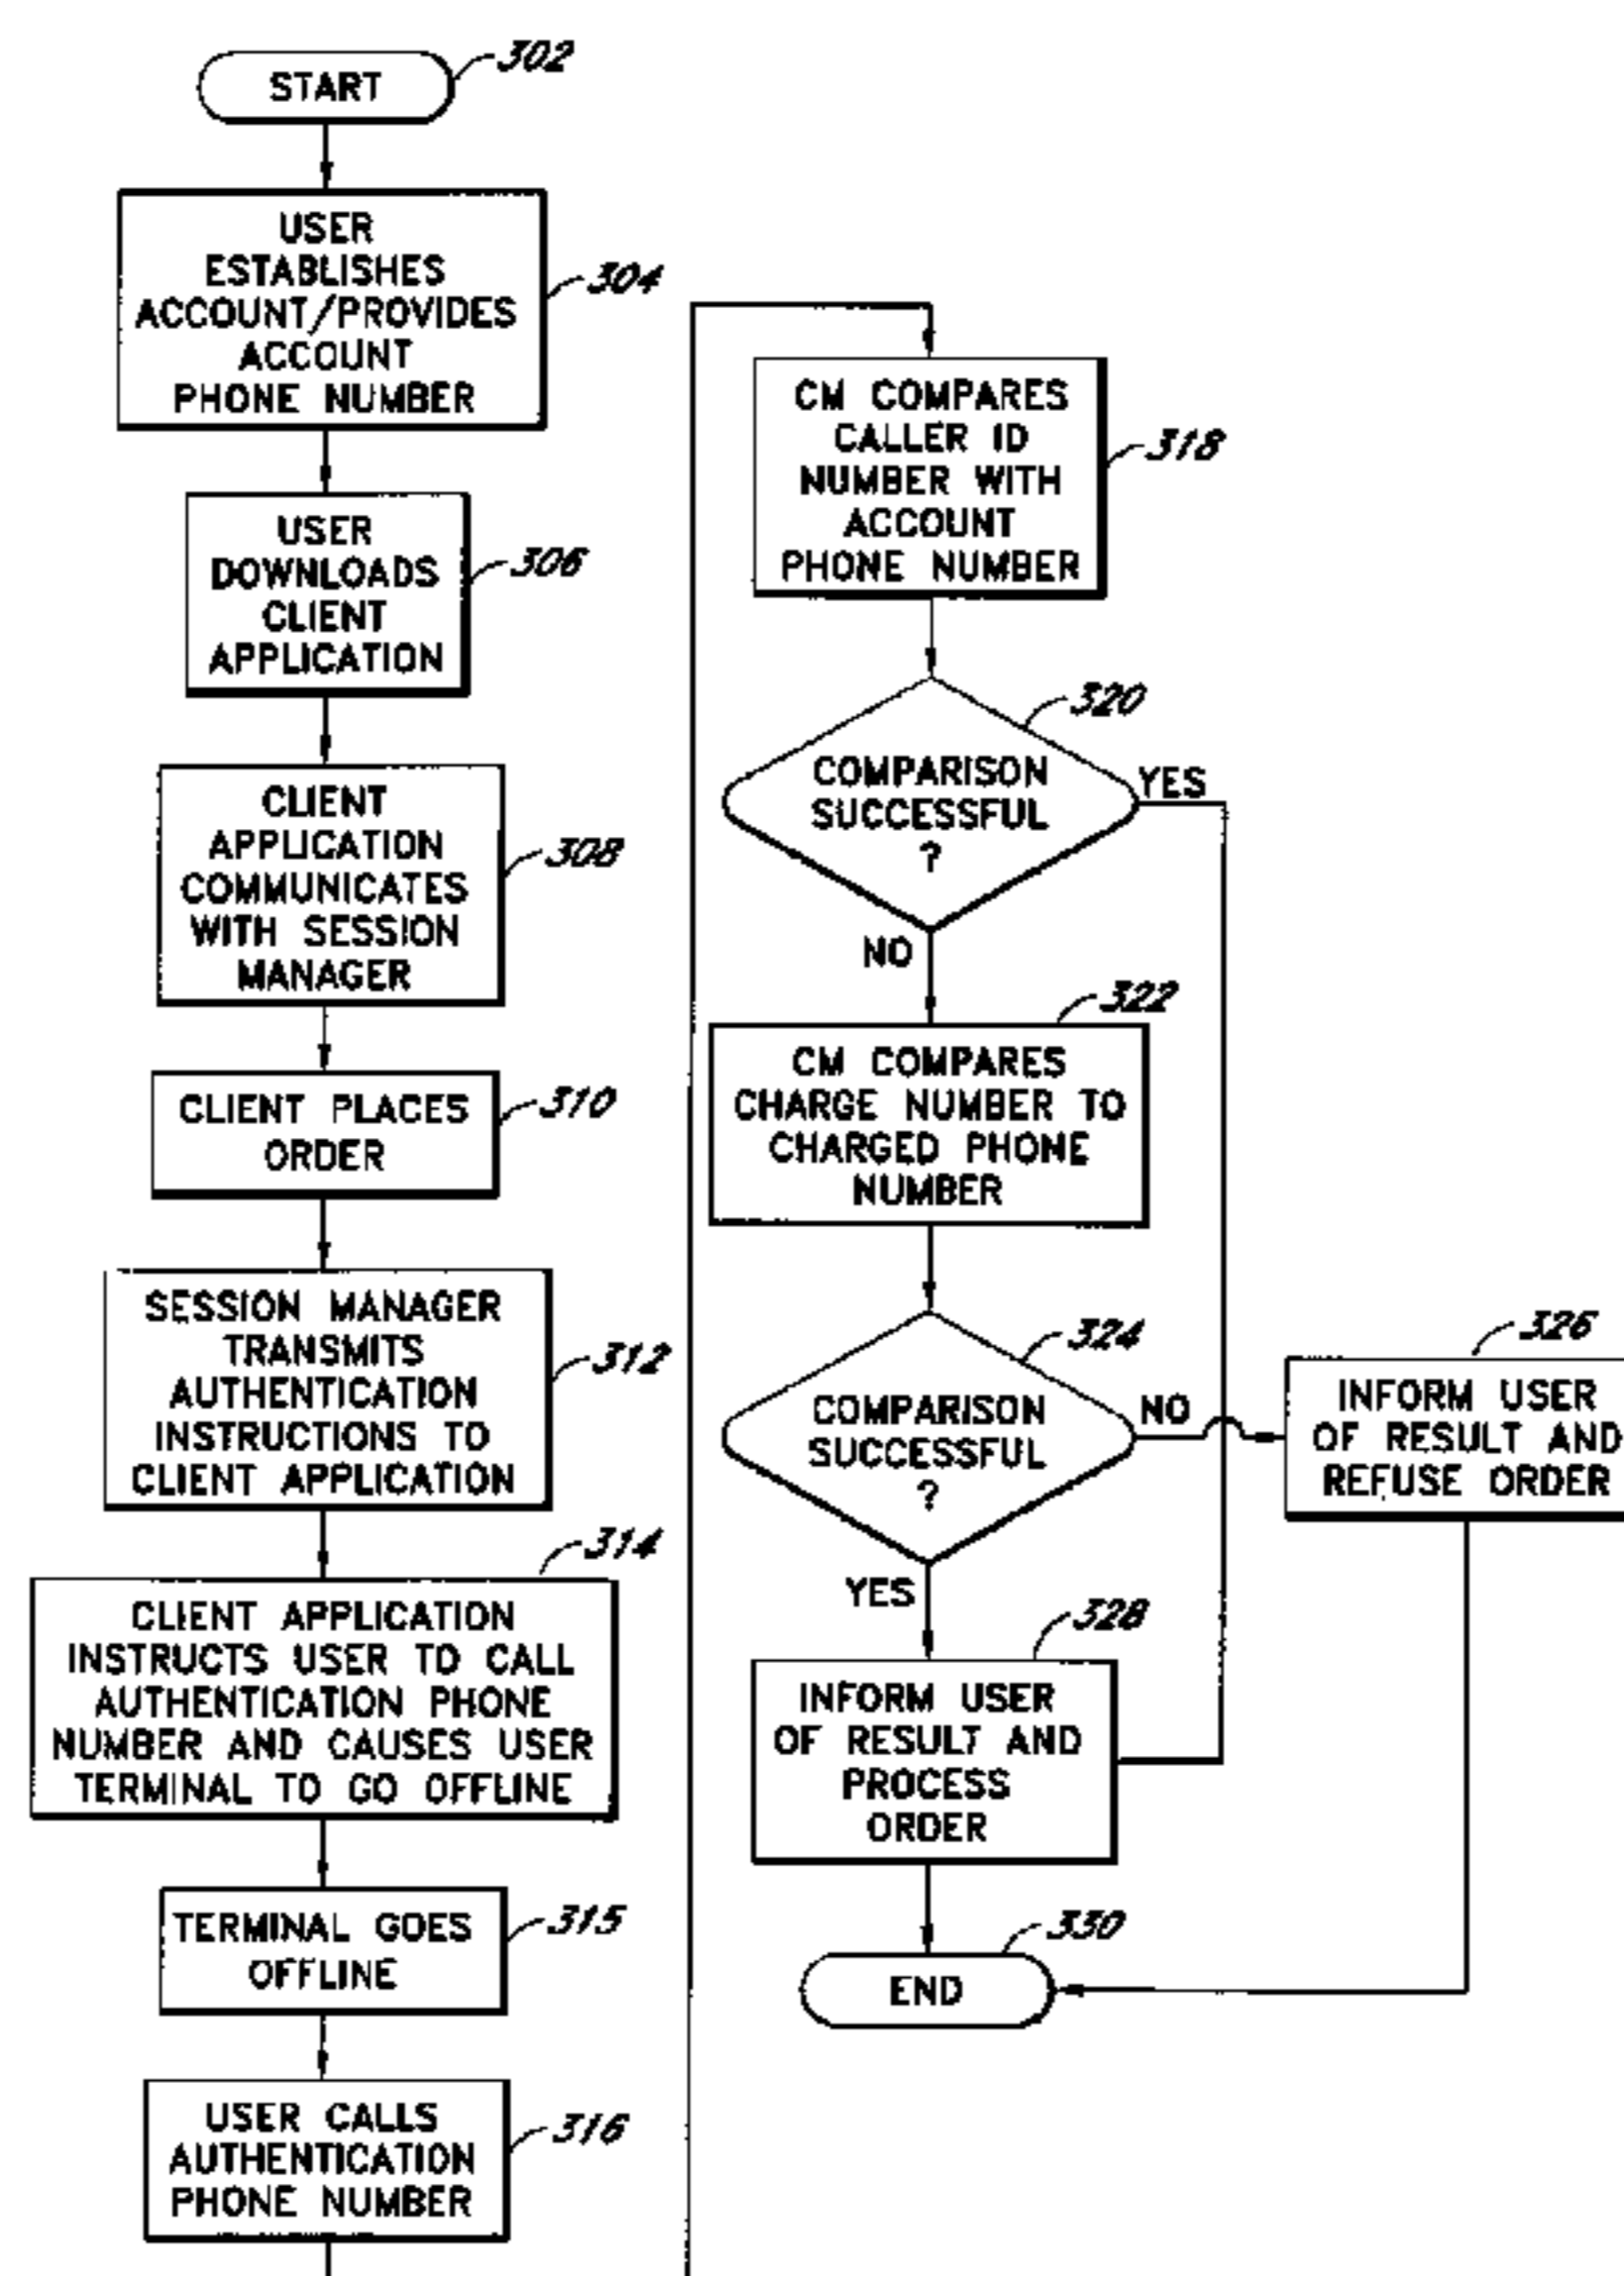 START
302
USER
ESTABLISHES
ACCOUNT/PROVIDES
ACCOUNT
PHONE NUMBER
304
USER
DOWNLOADS
CLIENT
APPLICATION
306
CLIENT
APPLICATION
COMMUNICATES
WITH SESSION
MANAGER
308
CLIENT PLACES
ORDER
310
SESSION MANAGER
TRANSMITS
AUTHENTICATION
INSTRUCTIONS TO
CLIENT APPLICATION
312
314
CLIENT APPLICATION
INSTRUCTS USER TO CALL
AUTHENTICATION PHONE
NUMBER AND CAUSES USER
TERMINAL TO GO OFFLINE
TERMINAL GOES
OFFLINE
315
USER CALLS
AUTHENTICATION
PHONE NUMBER
316
CM COMPARES
CALLER ID
NUMBER WITH
ACCOUNT
PHONE NUMBER
318
320
COMPARISON
SUCCESSFUL
?
YES
NO
322
CM COMPARES
CHARGE NUMBER TO
CHARGED PHONE
NUMBER
324
COMPARISON
SUCCESSFUL
?
NO
YES
326
INFORM USER
OF RESULT AND
REFUSE ORDER
328
INFORM USER
OF RESULT AND
PROCESS
ORDER
330
END